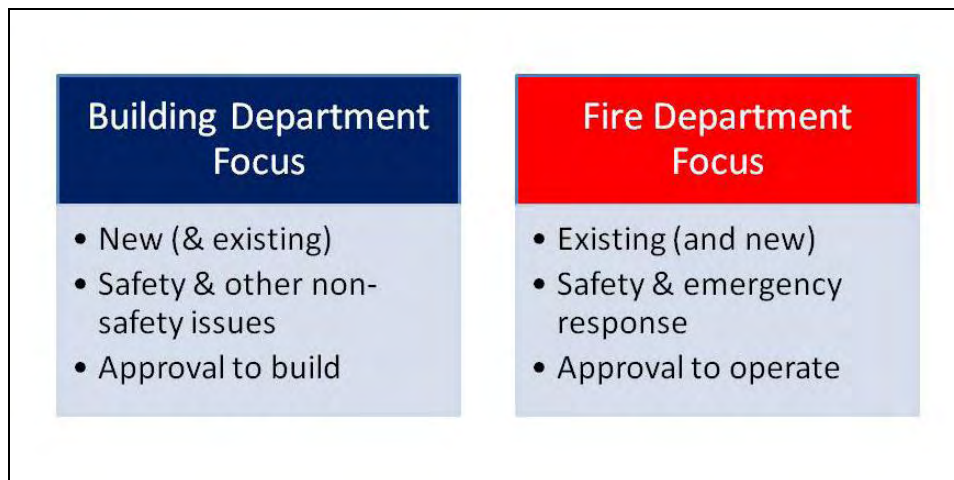 Building Department
Focus
• New (& existing)
• Safety & other non-
safety issues
• Approval to build
Fire Department
Focus
• Existing (and new)
• Safety & emergency
response
• Approval to operate